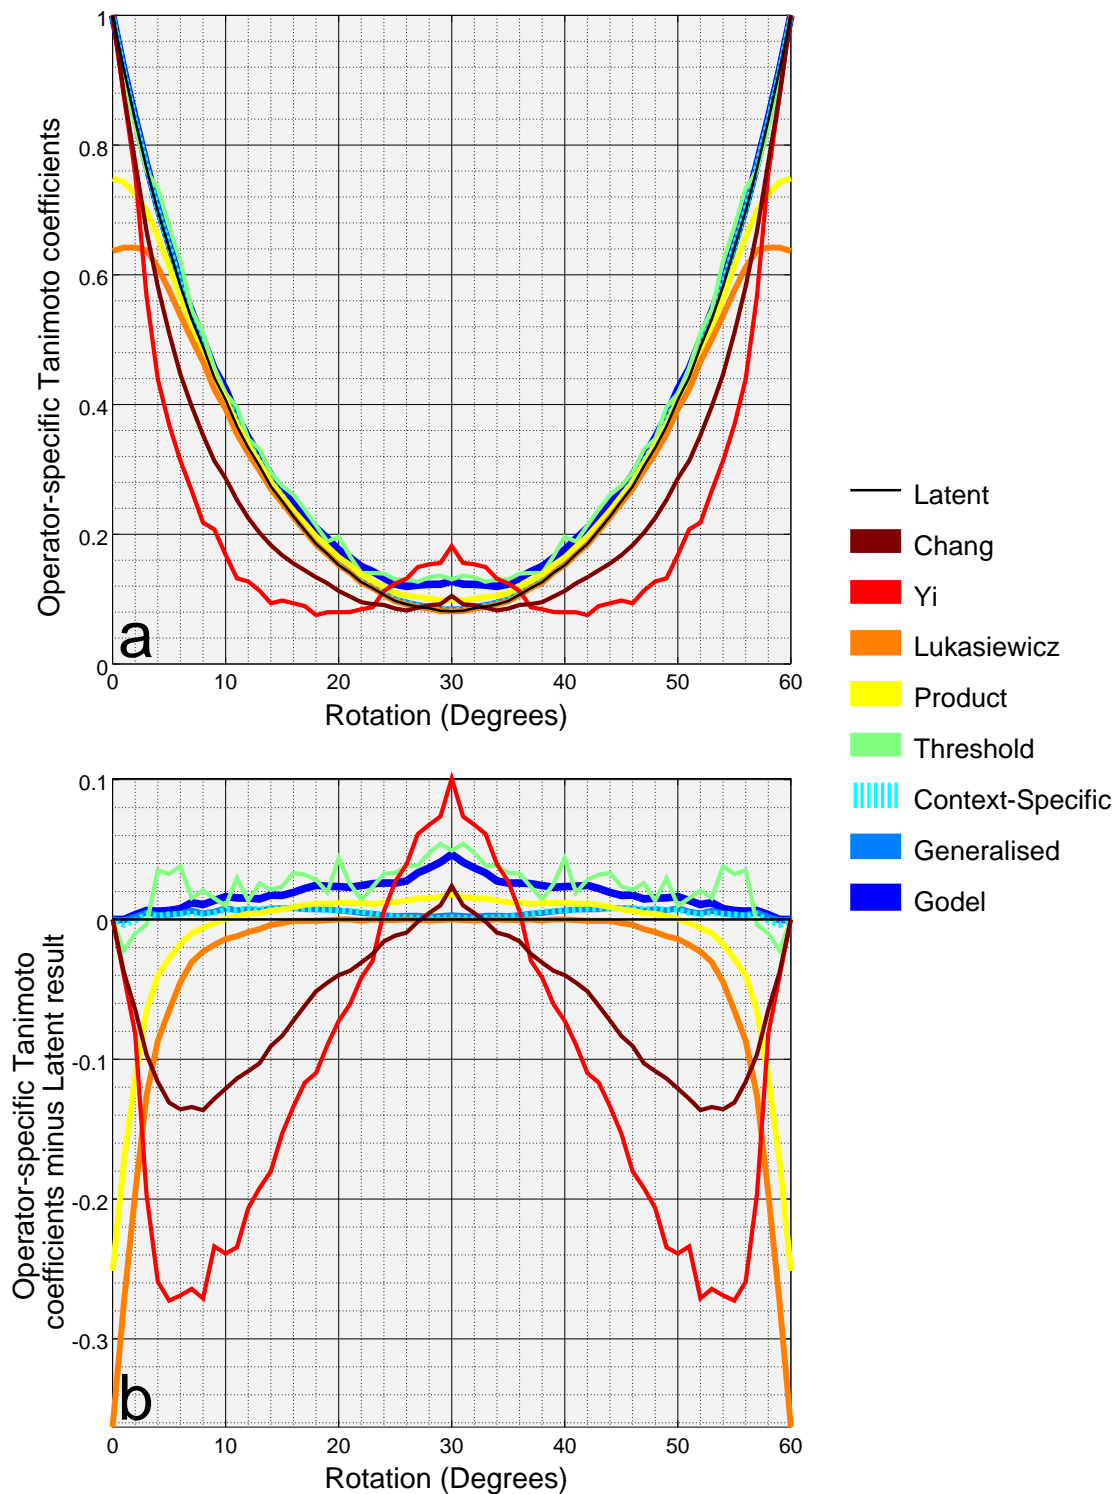 1
0.8
0.6
0.4
0.2
0
Operator-specific Tanimoto coefficients
a
0
10
20
30
40
50
60
Rotation (Degrees)
Latent
Chang
Yi
Lukasiewicz
Product
Threshold
Context-Specific
Generalised
Godel
0.1
0
-0.1
-0.2
-0.3
Operator-specific Tanimoto
coefficients minus Latent result
b
0
10
20
30
40
50
60
Rotation (Degrees)